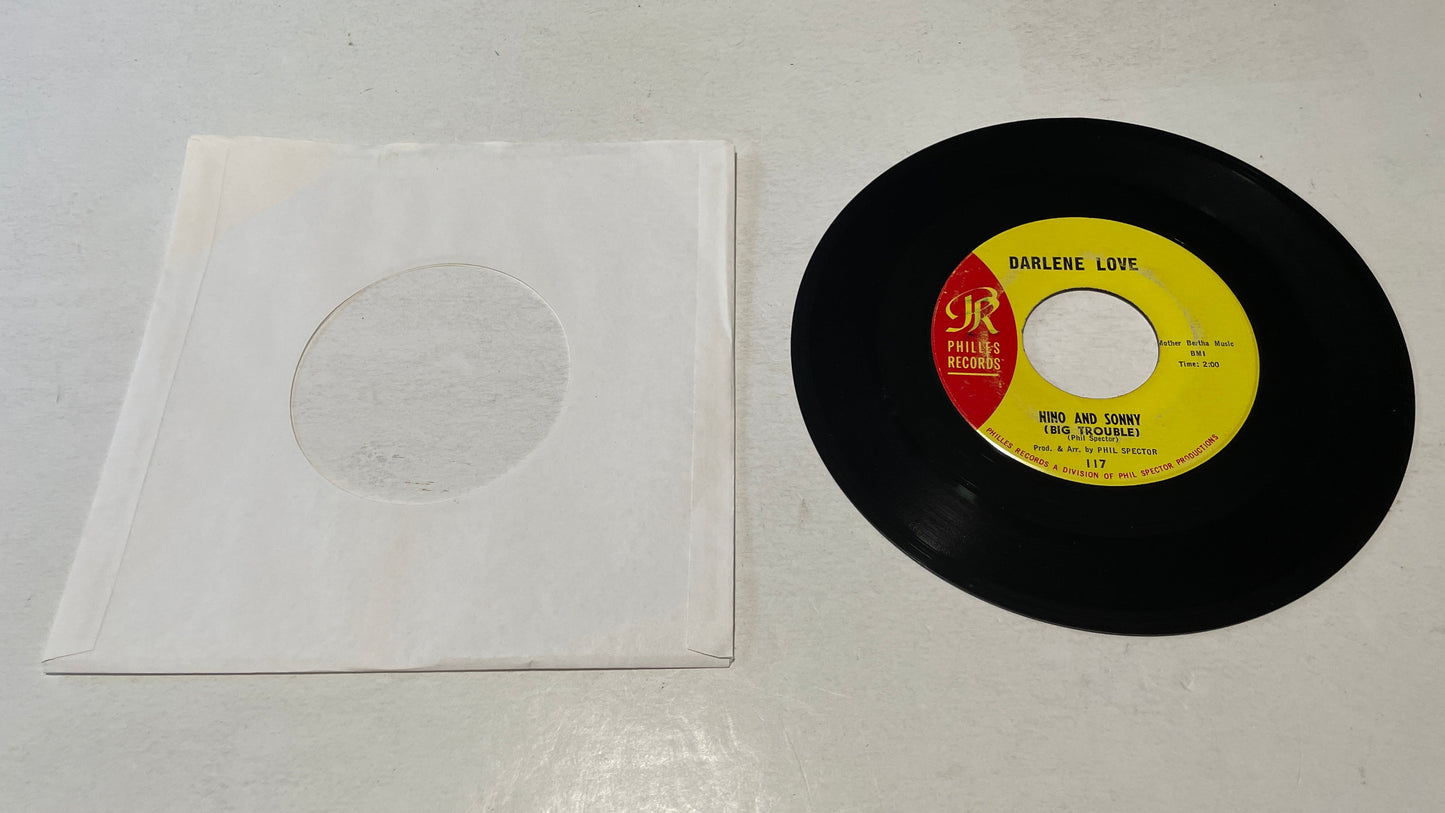 DARLENE LOVE
PR
PHILLES
RECORDS
Mother Bertha Music
BMI
Time: 2:00
NINO AND SONNY
(BIG TROUBLE)
(Phil Spector)
Prod. & Arr. by PHIL SPECTOR
117
PHILLES RECORDS A DIVISION OF PHIL SPECTOR PRODUCTIONS